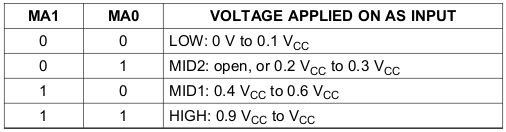 MA1 MA0 VOLTAGE APPLIED ON AS INPUT
0 0 LOW: 0 V to 0.1 VCC
0 1 MID2: open, or 0.2 VCC to 0.3 VCC
1 0 MID1: 0.4 VCC to 0.6 VCC
1 1 HIGH: 0.9 VCC to VCC